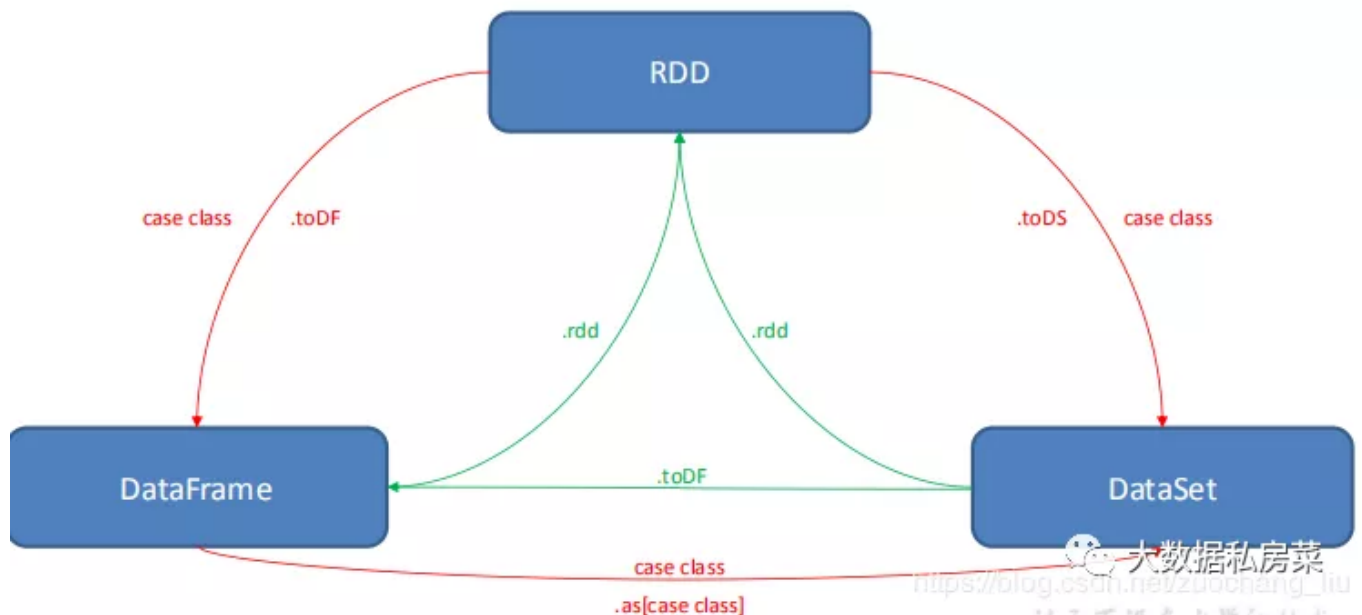 RDD
case class .toDF
.toDS case class
.rdd .rdd
.toDF
DataFrame
DataSet
大数据私房菜
case class
https://blog.csdn.net/zuochang_liu
.as[case class]